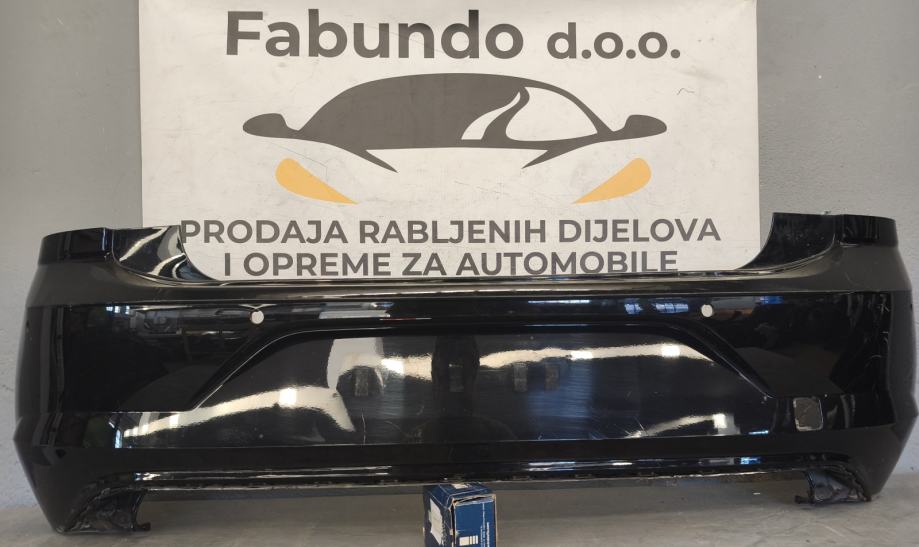 Fabundo d.o.o.
PRODAJA RABLJENIH DIJELOVA
I OPREME ZA AUTOMOBILE